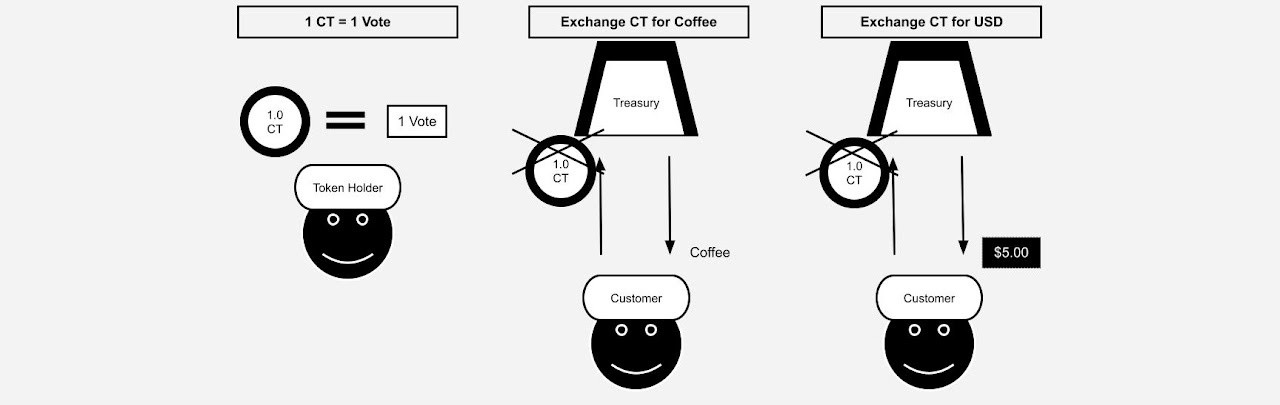 1 CT = 1 Vote
1.0
CT
1 Vote
Token Holder
Exchange CT for Coffee
Treasury
1.0
CT
Coffee
Customer
Exchange CT for USD
Treasury
1.0
CT
$5.00
Customer